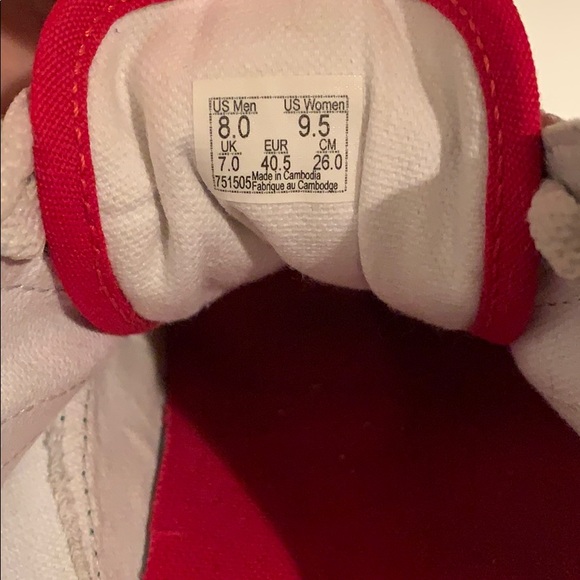 US Men US Women
8.0 9.5
UK EUR CM
7.0 40.5 26.0
751505 Made in Cambodia
Fabrique au Cambodge